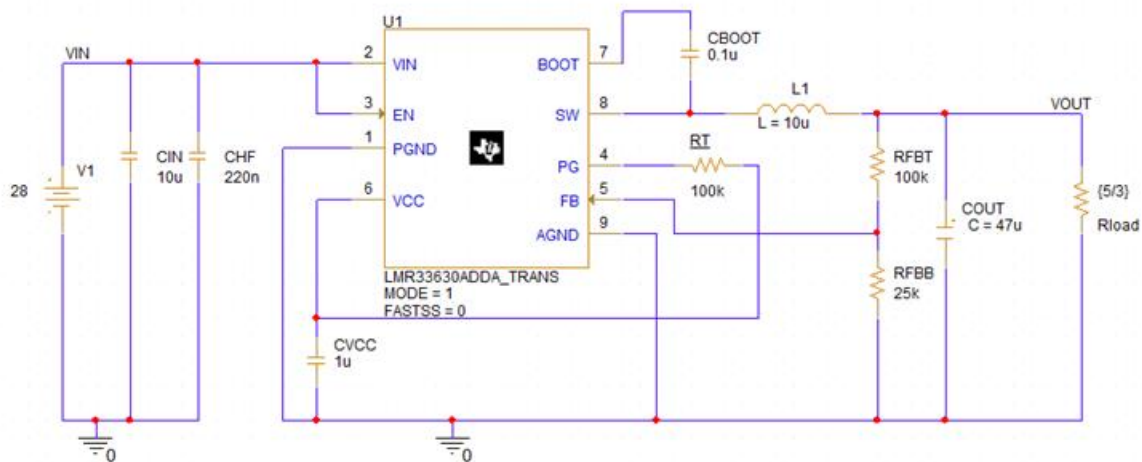 U1
VIN
2
VIN
3
EN
1
PGND
6
VCC
BOOT
7
SW
8
PG
4
FB
5
AGND
9
LMR33630ADDA_TRANS
MODE = 1
FASTSS = 0
28
V1
CIN
10u
CHF
220n
CVCC
1u
CBOOT
0.1u
L1
L = 10u
RT
100k
VOUT
RFBT
100k
RFBB
25k
COUT
C = 47u
{5/3}
Rload
0
0